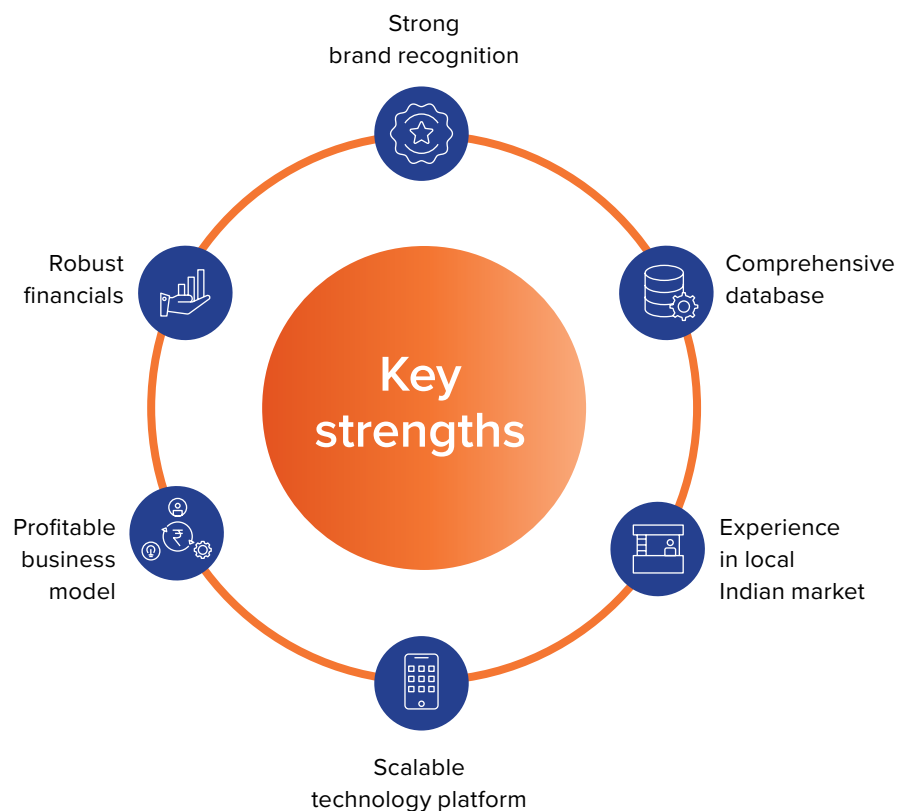 Strong
brand recognition
Comprehensive
database
Experience
in local
Indian market
Scalable
technology platform
Profitable
business
model
₹
Robust
financials
Key
strengths